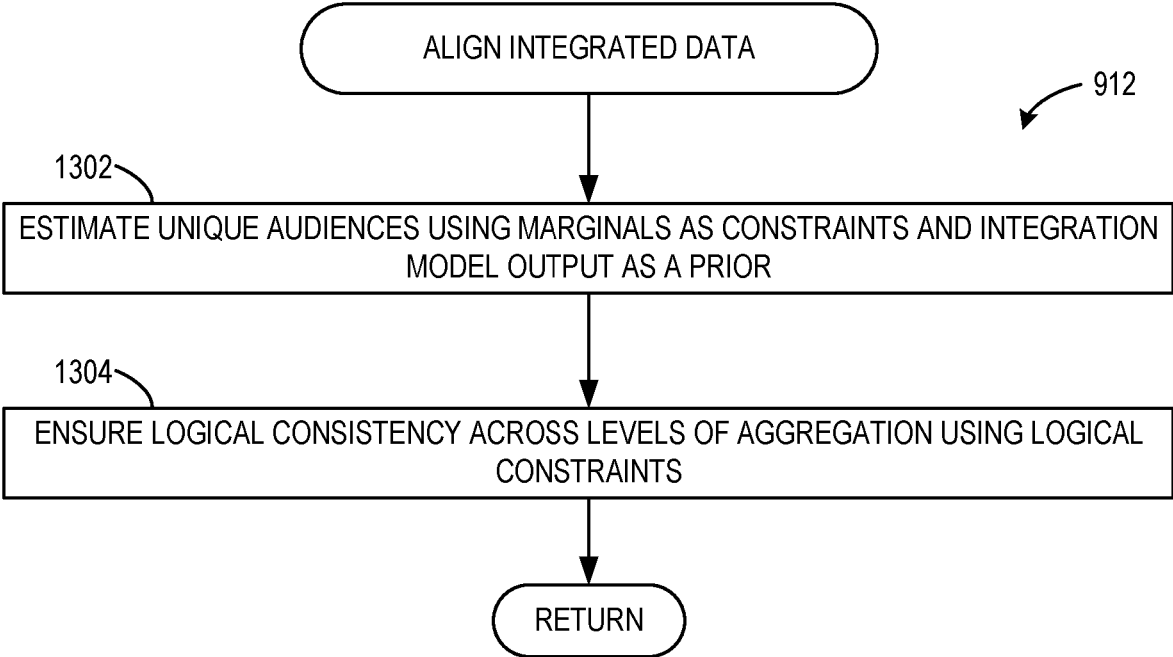 ALIGN INTEGRATED DATA
912
1302
ESTIMATE UNIQUE AUDIENCES USING MARGINALS AS CONSTRAINTS AND INTEGRATION
MODEL OUTPUT AS A PRIOR
1304
ENSURE LOGICAL CONSISTENCY ACROSS LEVELS OF AGGREGATION USING LOGICAL
CONSTRAINTS
RETURN